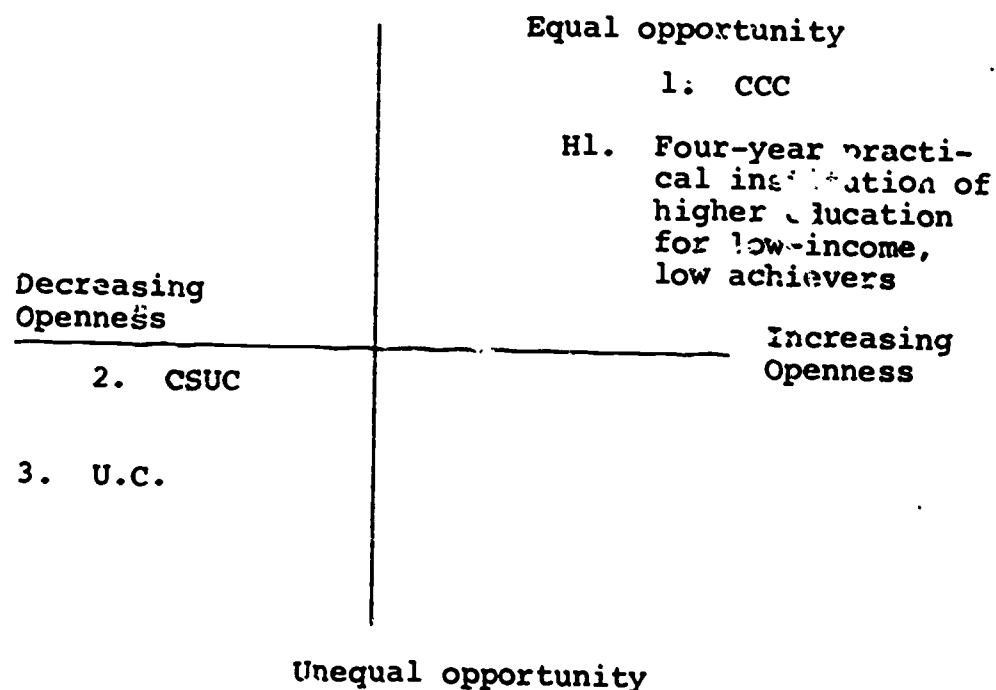 Equal opportunity
1. CCC
H1. Four-year practi-
cal institution of
higher education
for low-income,
low achievers
Decreasing
Openness
Increasing
Openness
2. CSUC
3. U.C.
Unequal opportunity